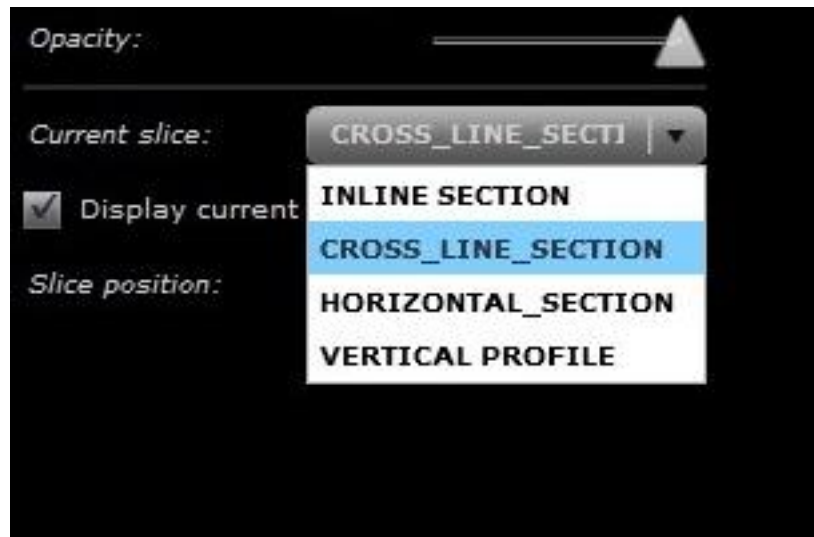 Opacity:
Current slice: CROSS_LINE_SECTI
Display current
INLINE SECTION
CROSS_LINE_SECTION
Slice position:
HORIZONTAL_SECTION
VERTICAL PROFILE